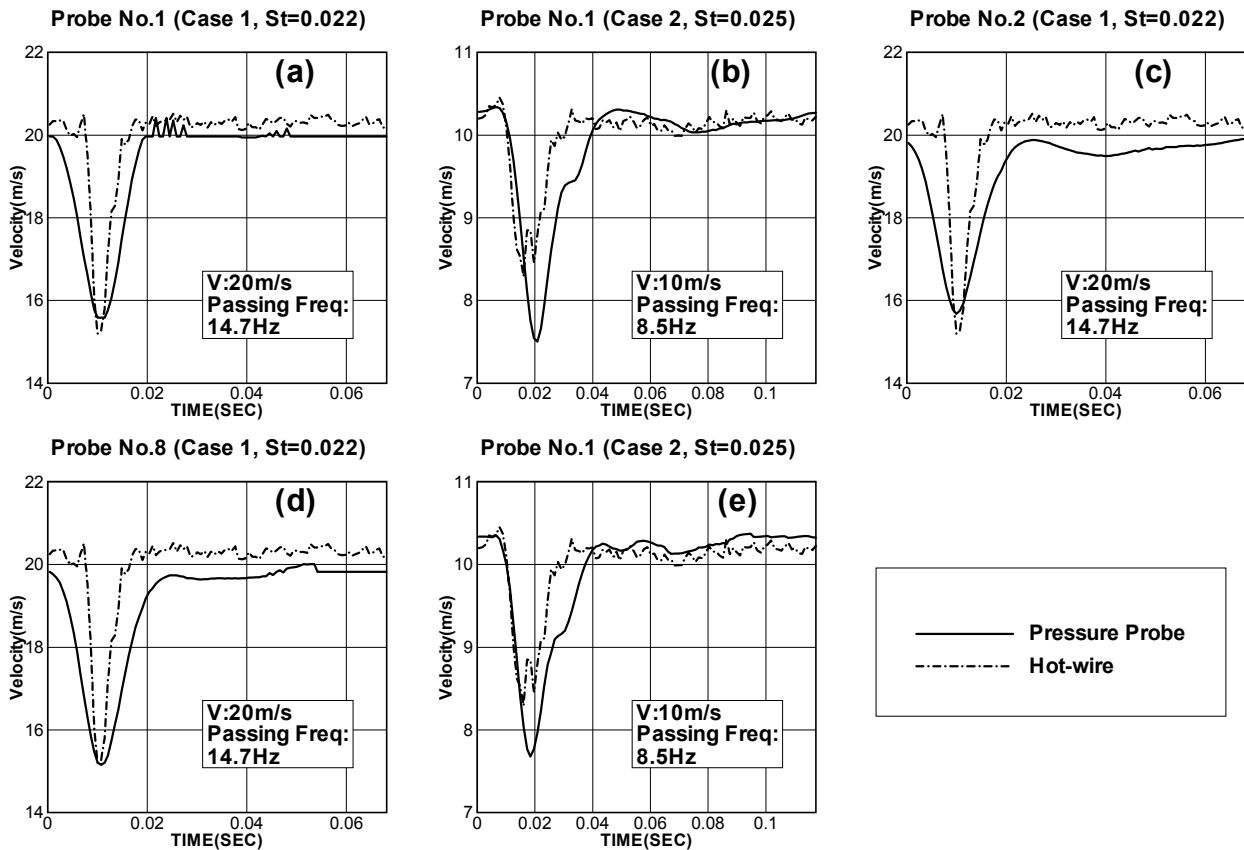 Probe No.1 (Case 1, St=0.022)
22
20
18
16
14
Velocity(m/s)
(a)
V:20m/s
Passing Freq:
14.7Hz
0
0.02
0.04
0.06
TIME(SEC)
Probe No.1 (Case 2, St=0.025)
11
10
9
8
7
Velocity(m/s)
(b)
V:10m/s
Passing Freq:
8.5Hz
0
0.02
0.04
0.06
0.08
0.1
TIME(SEC)
Probe No.2 (Case 1, St=0.022)
22
20
18
16
14
Velocity(m/s)
(c)
V:20m/s
Passing Freq:
14.7Hz
0
0.02
0.04
0.06
TIME(SEC)
Probe No.8 (Case 1, St=0.022)
22
20
18
16
14
Velocity(m/s)
(d)
V:20m/s
Passing Freq:
14.7Hz
0
0.02
0.04
0.06
TIME(SEC)
Probe No.1 (Case 2, St=0.025)
11
10
9
8
7
Velocity(m/s)
(e)
V:10m/s
Passing Freq:
8.5Hz
0
0.02
0.04
0.06
0.08
0.1
TIME(SEC)
Pressure Probe
Hot-wire